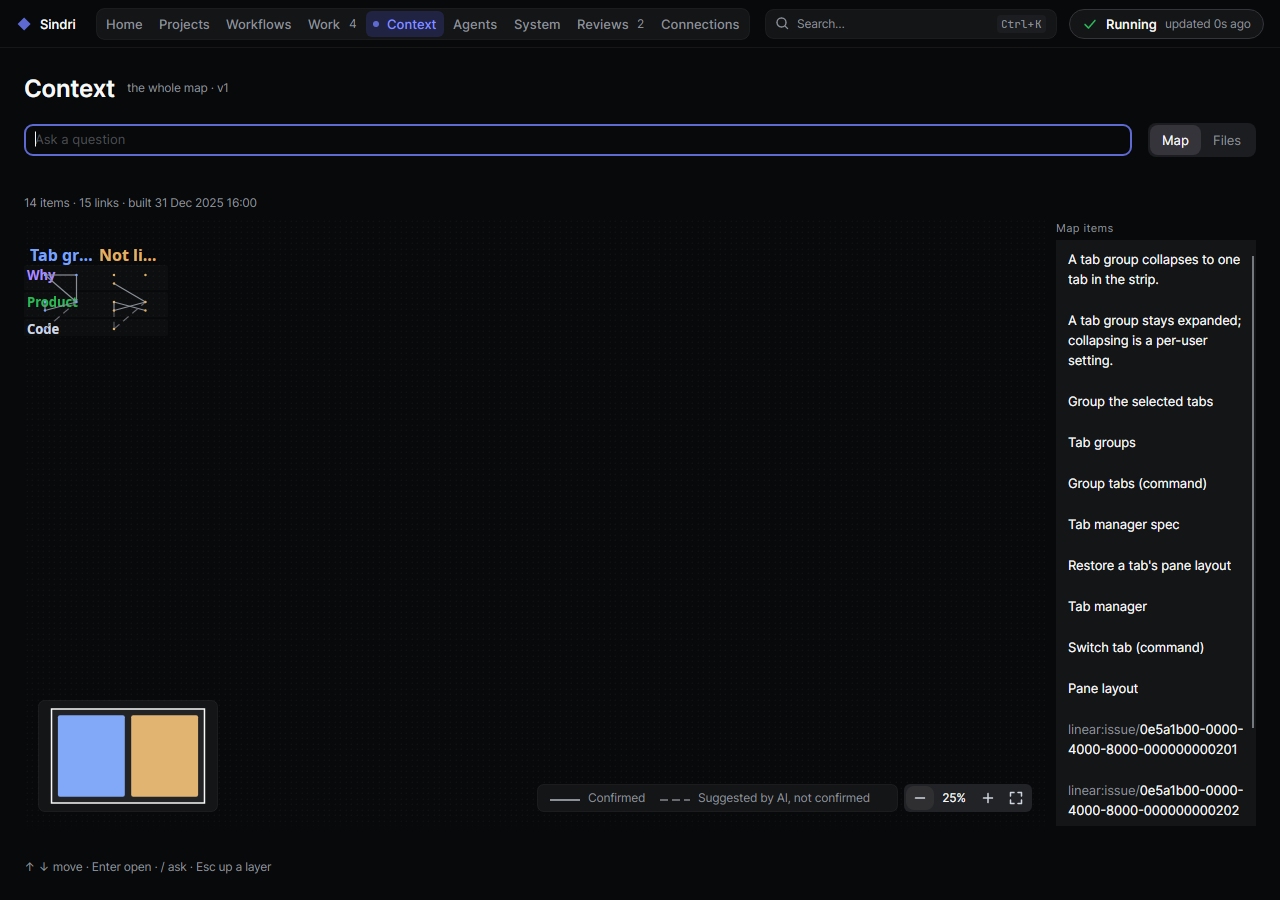 Sindri Home Projects Workflows Work 4 Context Agents System Reviews 2 Connections Search... Ctrl+K Running updated 0s ago
Context the whole map · v1
Ask a question Map Files
14 items · 15 links · built 31 Dec 2025 16:00
Map items
Tab gr... Not li...
Why
Product
Code
A tab group collapses to one
tab in the strip.
A tab group stays expanded;
collapsing is a per-user
setting.
Group the selected tabs
Tab groups
Group tabs (command)
Tab manager spec
Restore a tab's pane layout
Tab manager
Switch tab (command)
Pane layout
linear:issue/0e5a1b00-0000-
4000-8000-000000000201
linear:issue/0e5a1b00-0000-
4000-8000-000000000202
Confirmed Suggested by AI, not confirmed − 25% +
↑ ↓ move · Enter open · / ask · Esc up a layer